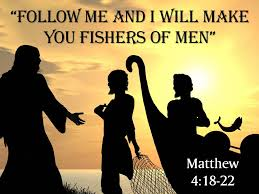 “FOLLOW ME AND I WILL MAKE
YOU FISHERS OF MEN”
Matthew
4:18-22